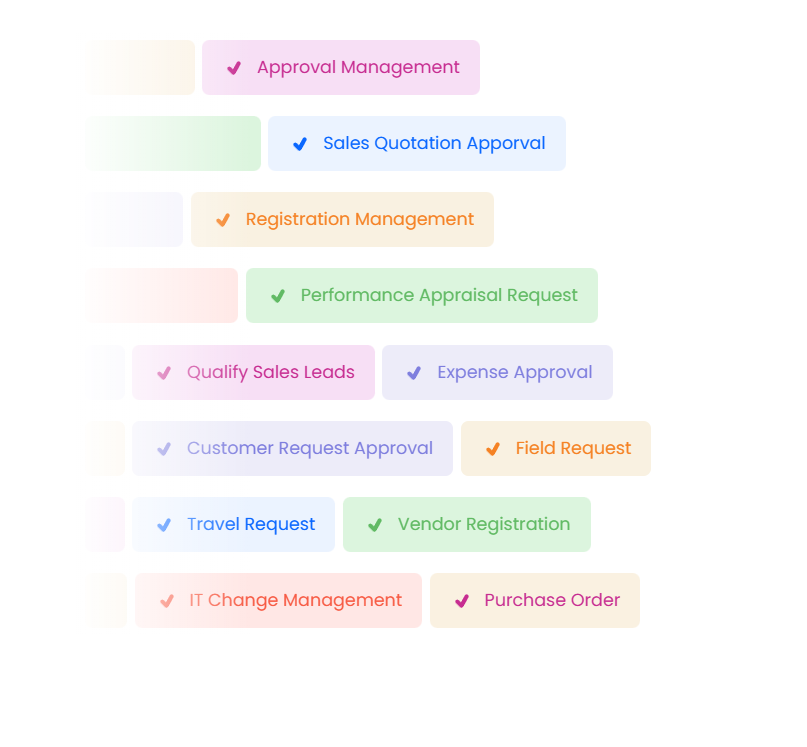 Approval Management
Sales Quotation Apporval
Registration Management
Performance Appraisal Request
Qualify Sales Leads Expense Approval
Customer Request Approval Field Request
Travel Request Vendor Registration
IT Change Management Purchase Order